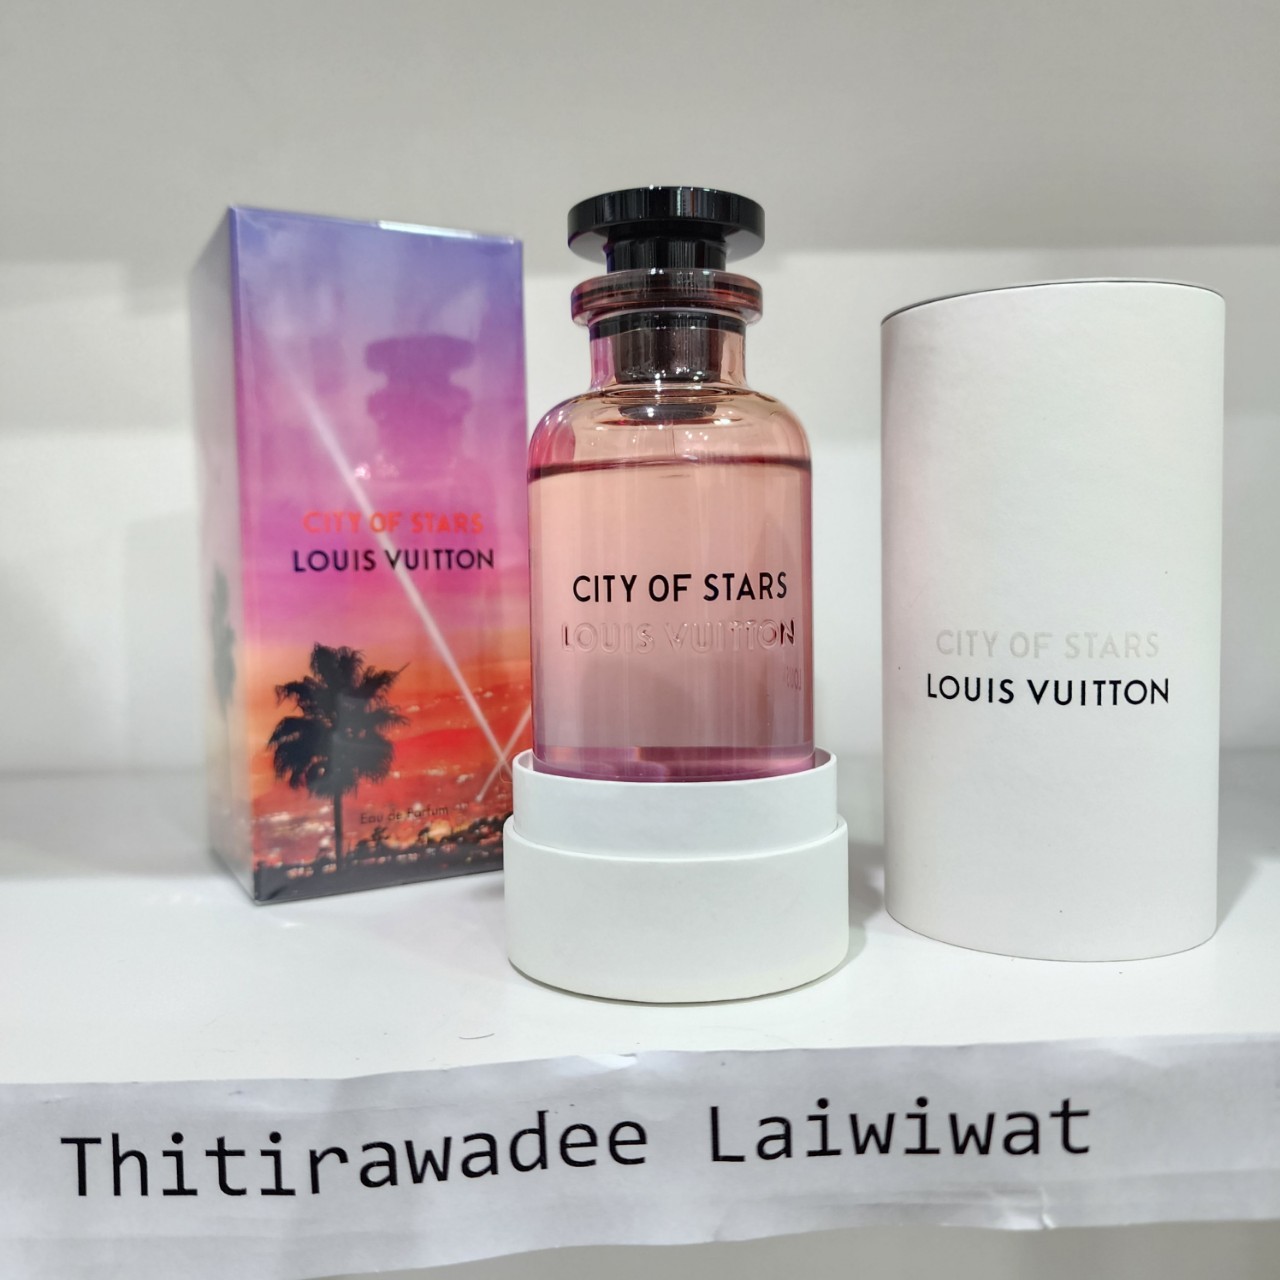 CITY OF STARS
LOUIS VUITTON
Eau de Parfum
CITY OF STARS
LOUIS VUITTON
CITY OF STARS
LOUIS VUITTON
Thitirawadee Laiwiwat